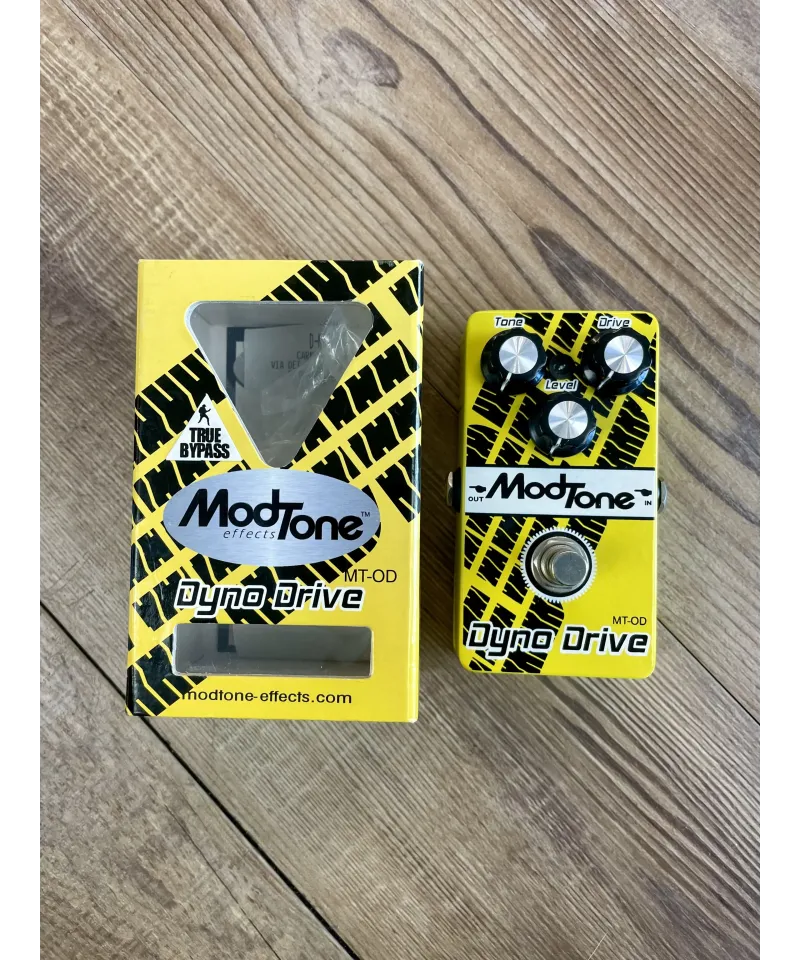 TRUE
BYPASS
ModTone™
effects
MT-OD
Dyno Drive
modtone-effects.com
Tone
Drive
Level
OUT
ModTone
IN
MT-OD
Dyno Drive